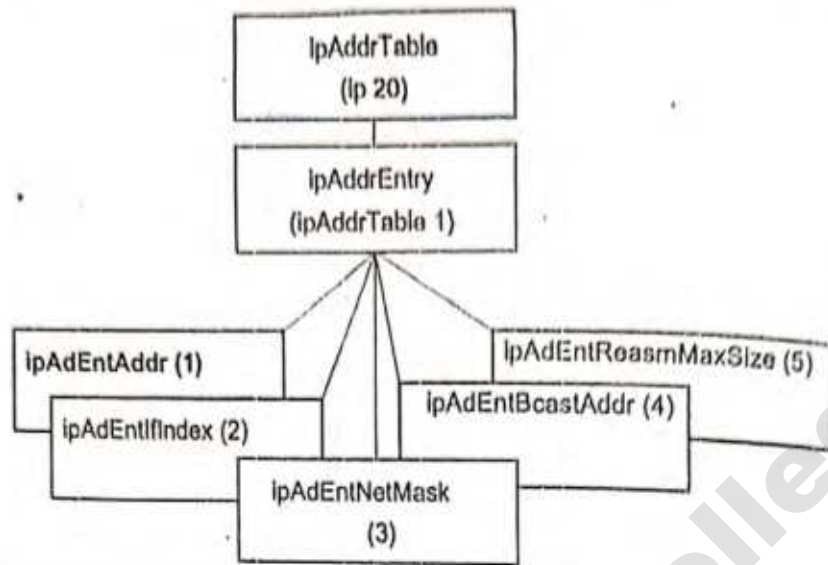 IpAddrTable
(Ip 20)
ipAddrEntry
(ipAddrTable 1)
ipAdEntAddr (1)
ipAdEntReasmMaxSize (5)
ipAdEntIfIndex (2)
ipAdEntBcastAddr (4)
ipAdEntNetMask
(3)